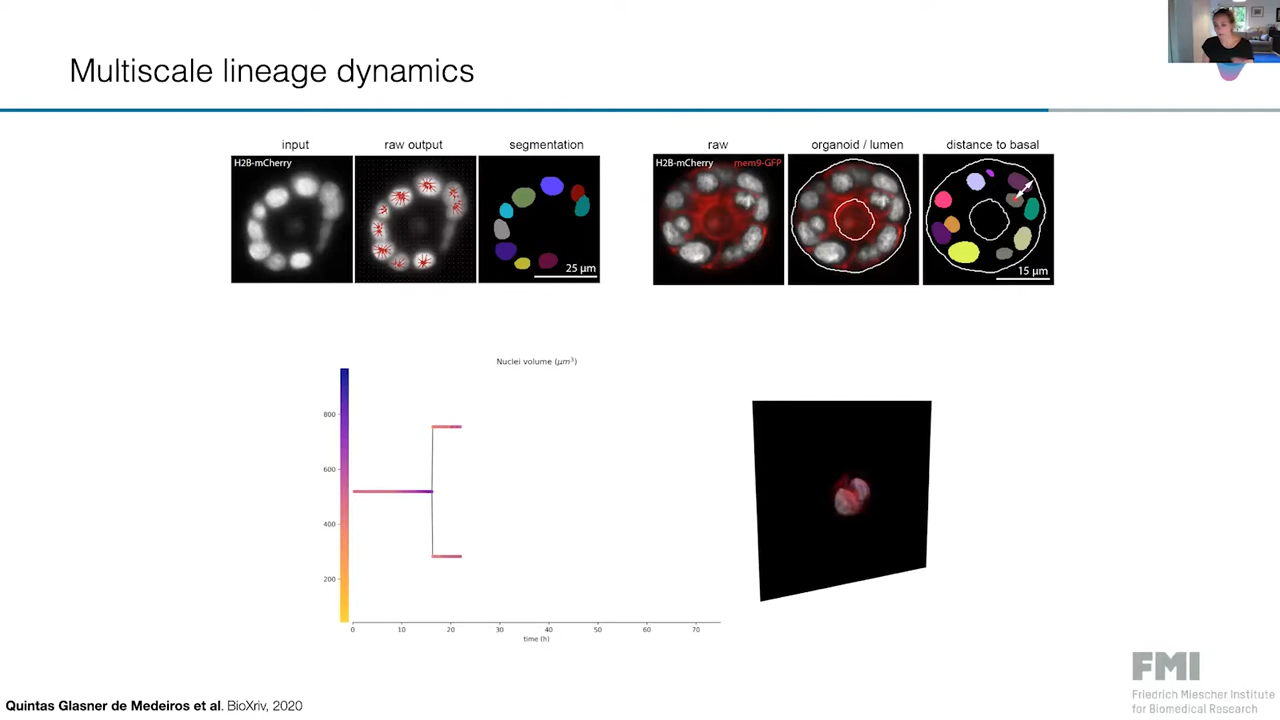 Multiscale lineage dynamics
input raw output segmentation raw organoid / lumen distance to basal
H2B-mCherry H2B-mCherry mem9-GFP
25 µm 15 µm
Nuclei volume (μm³)
800
600
400
200
0 10 20 30 40 50 60 70
time (h)
FMI
Friedrich Miescher Institute
for Biomedical Research
Quintas Glasner de Medeiros et al. BioXriv, 2020